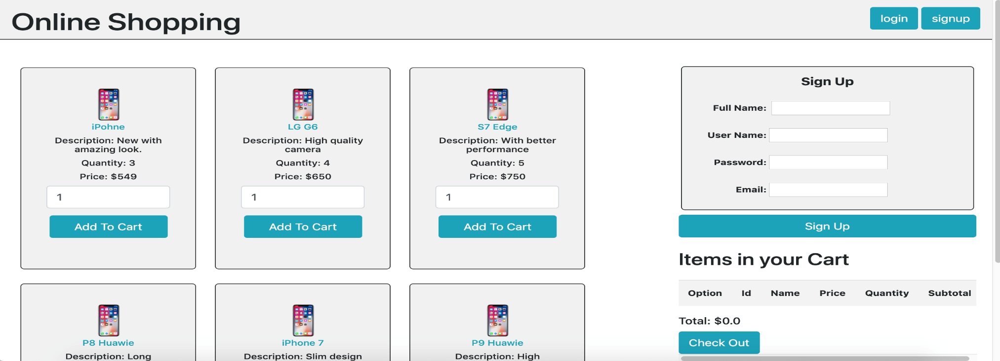 Online Shopping
login
signup
iPohne
Description: New with
amazing look.
Quantity: 3
Price: $549
1
Add To Cart
LG G6
Description: High quality
camera
Quantity: 4
Price: $650
1
Add To Cart
S7 Edge
Description: With better
performance
Quantity: 5
Price: $750
1
Add To Cart
P8 Huawie
Description: Long
iPhone 7
Description: Slim design
P9 Huawie
Description: High
Sign Up
Full Name:
User Name:
Password:
Email:
Sign Up
Items in your Cart
Option Id Name Price Quantity Subtotal
Total: $0.0
Check Out